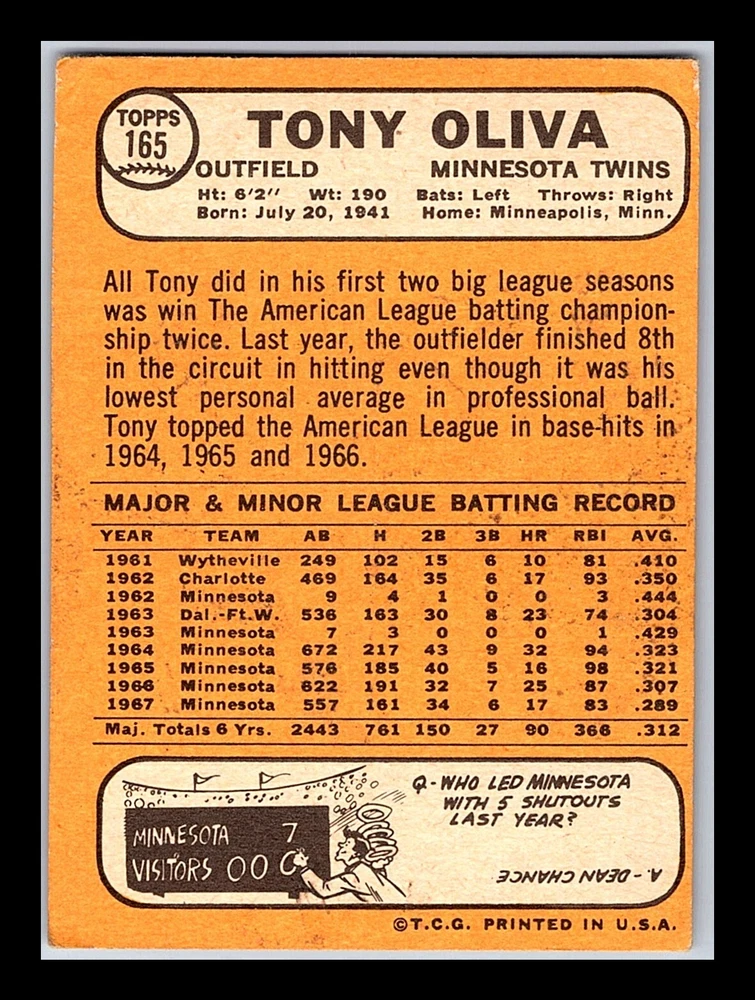 TOPPS
165
TONY OLIVA
OUTFIELD MINNESOTA TWINS
Ht: 6'2" Wt: 190 Bats: Left Throws: Right
Born: July 20, 1941 Home: Minneapolis, Minn.
All Tony did in his first two big league seasons
was win The American League batting champion-
ship twice. Last year, the outfielder finished 8th
in the circuit in hitting even though it was his
lowest personal average in professional ball.
Tony topped the American League in base-hits in
1964, 1965 and 1966.
MAJOR & MINOR LEAGUE BATTING RECORD
YEAR TEAM AB H 2B 3B HR RBI AVG.
1961 Wytheville 249 102 15 6 10 81 .410
1962 Charlotte 469 164 35 6 17 93 .350
1962 Minnesota 9 4 1 0 0 3 .444
1963 Dal.-Ft.W. 536 163 30 8 23 74 .304
1963 Minnesota 7 3 0 0 0 1 .429
1964 Minnesota 672 217 43 9 32 94 .323
1965 Minnesota 576 185 40 5 16 98 .321
1966 Minnesota 622 191 32 7 25 87 .307
1967 Minnesota 557 161 34 6 17 83 .289
Maj. Totals 6 Yrs. 2443 761 150 27 90 366 .312
Q-WHO LED MINNESOTA
WITH 5 SHUTOUTS
LAST YEAR?
MINNESOTA 7
VISITORS 000
A.-DEAN CHANCE
©T.C.G. PRINTED IN U.S.A.